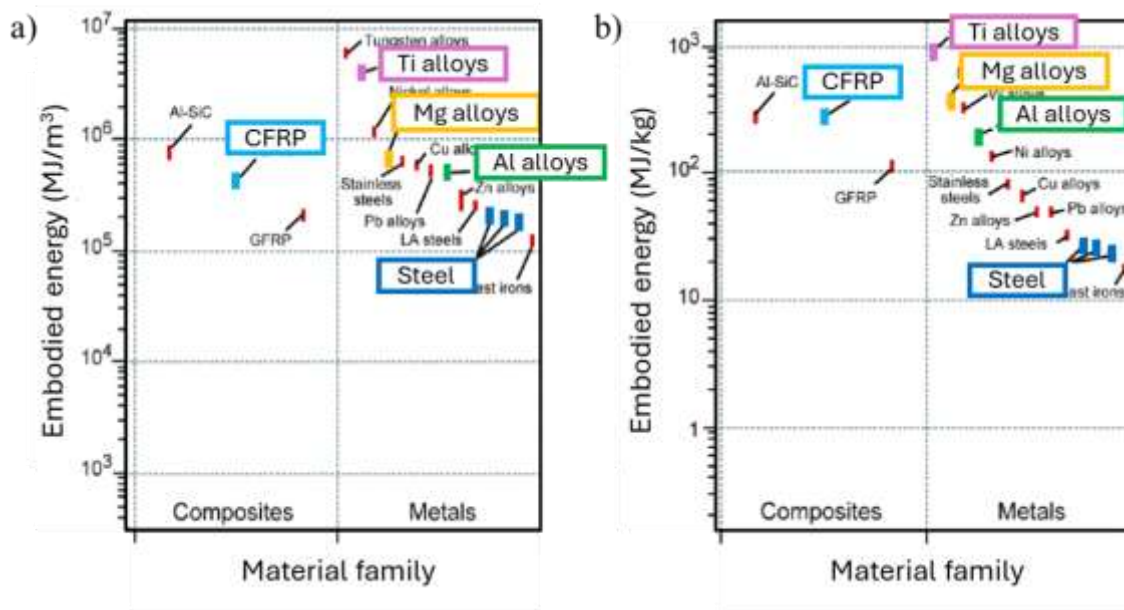 a)
Embodied energy (MJ/m³)
10⁷
10⁶
10⁵
10⁴
10³
Tungsten alloys
Ti alloys
Al-SiC
CFRP
Mg alloys
Cu
Al alloys
Stainless
steels
Zn alloys
Pb alloys
GFRP
LA steels
Steel
Composites
Metals
Material family
b)
Embodied energy (MJ/kg)
10³
10²
10
1
Ti alloys
Al-SiC
CFRP
Mg alloys
Al alloys
Ni alloys
GFRP
Stainless
steels
Cu alloys
Zn alloys
Pb alloys
LA steels
Steel
Composites
Metals
Material family